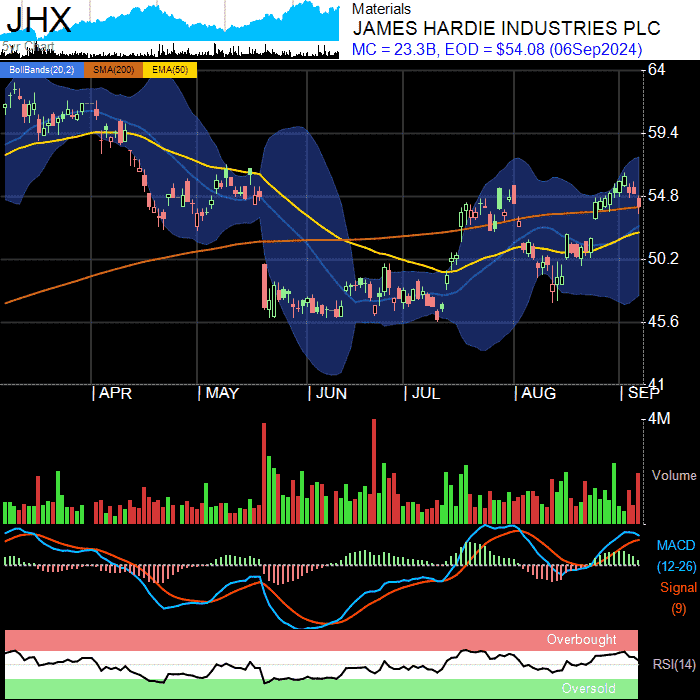 JHX
5yr Chart
Materials
JAMES HARDIE INDUSTRIES PLC
MC = 23.3B, EOD = $54.08 (06Sep2024)
BollBands(20,2) SMA(200) EMA(50)
64
59.4
54.8
50.2
45.6
41
APR MAY JUN JUL AUG SEP
4M
Volume
MACD
(12-26)
Signal
(9)
Overbought
RSI(14)
Oversold